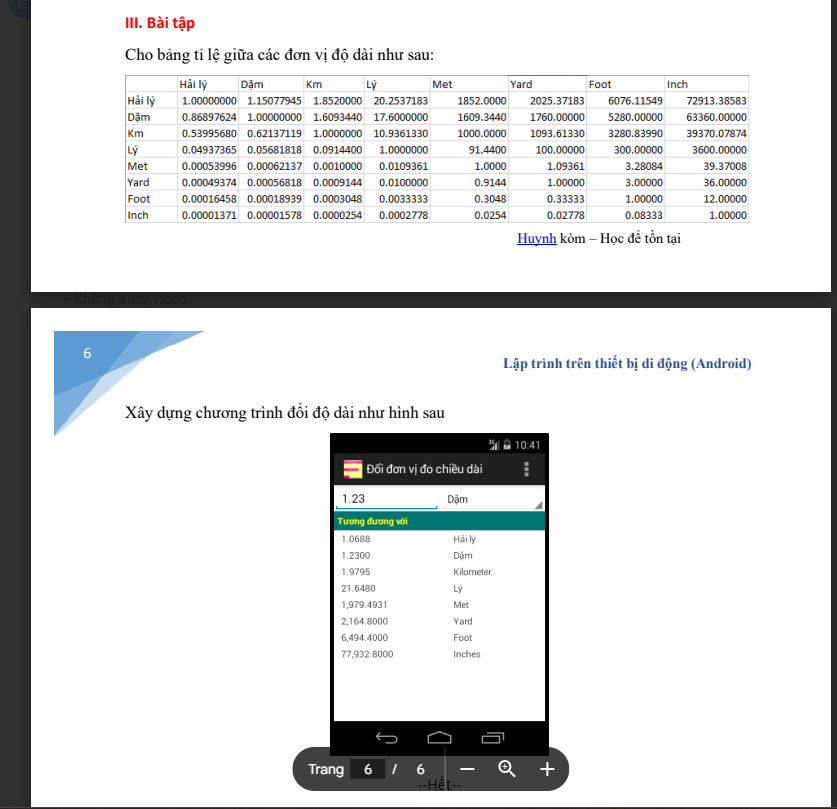 III. Bài tập
Cho bảng tỉ lệ giữa các đơn vị độ dài như sau:
Hải lý Dặm Km Lý Met Yard Foot Inch
Hải lý 1.00000000 1.15077945 1.8520000 20.2537183 1852.0000 2025.37183 6076.11549 72913.38583
Dặm 0.86897624 1.00000000 1.6093440 17.6000000 1609.3440 1760.00000 5280.00000 63360.00000
Km 0.53995680 0.62137119 1.0000000 10.9361330 1000.0000 1093.61330 3280.83990 39370.07874
Lý 0.04937365 0.05681818 0.0914400 1.0000000 91.4400 100.00000 300.00000 3600.00000
Met 0.00053996 0.00062137 0.0010000 0.0109361 1.0000 1.09361 3.28084 39.37008
Yard 0.00049374 0.00056818 0.0009144 0.0100000 0.9144 1.00000 3.00000 36.00000
Foot 0.00016458 0.00018939 0.0003048 0.0033333 0.3048 0.33333 1.00000 12.00000
Inch 0.00001371 0.00001578 0.0000254 0.0002778 0.0254 0.02778 0.08333 1.00000
Huynh kòm – Học để tồn tại
+ Không quay video
6
Lập trình trên thiết bị di động (Android)
Xây dựng chương trình đổi độ dài như hình sau
3G 10:41
Đổi đơn vị đo chiều dài
1.23 Dặm
Tương đương với
1.0688 Hải lý
1.2300 Dặm
1.9795 Kilometer
21.6480 Lý
1,979.4931 Met
2,164.8000 Yard
6,494.4000 Foot
77,932.8000 Inches
Trang 6 / 6
--Hết--